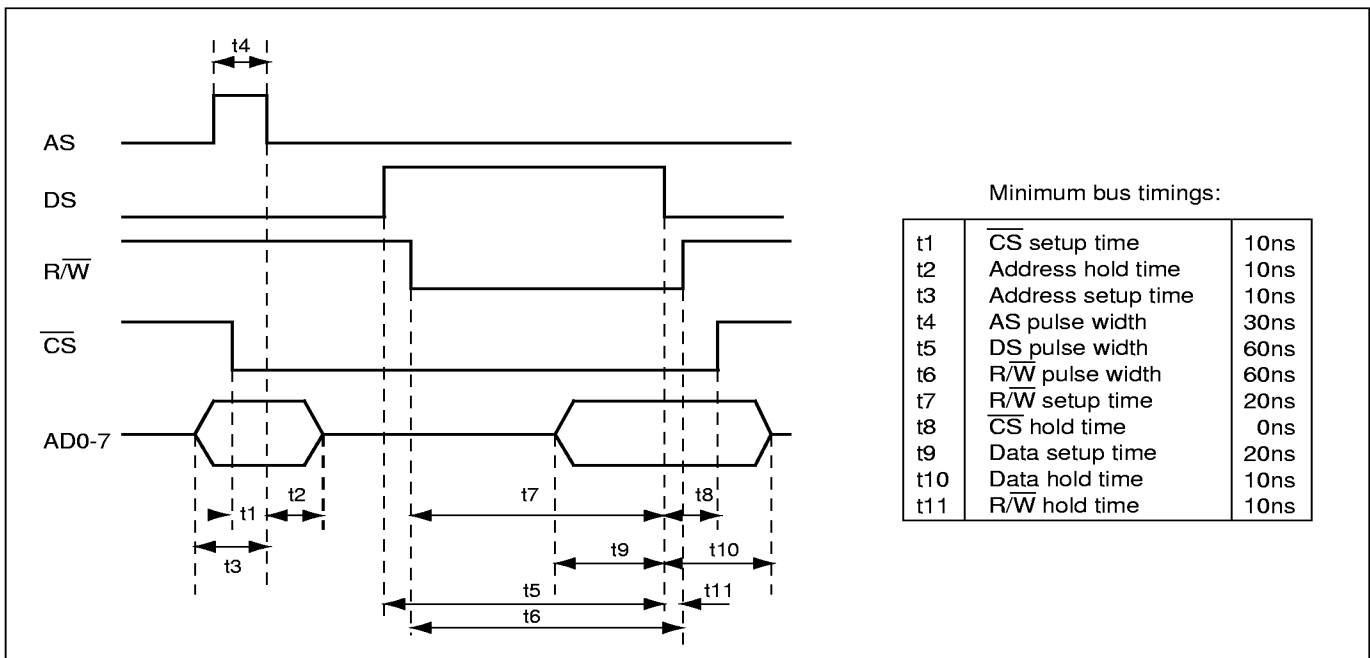 t4
AS
DS
R/W̅
C̅S̅
AD0-7
t1
t2
t3
t7
t8
t9
t10
t5
t11
t6
Minimum bus timings:
t1 C̅S̅ setup time 10ns
t2 Address hold time 10ns
t3 Address setup time 10ns
t4 AS pulse width 30ns
t5 DS pulse width 60ns
t6 R/W̅ pulse width 60ns
t7 R/W̅ setup time 20ns
t8 C̅S̅ hold time 0ns
t9 Data setup time 20ns
t10 Data hold time 10ns
t11 R/W̅ hold time 10ns